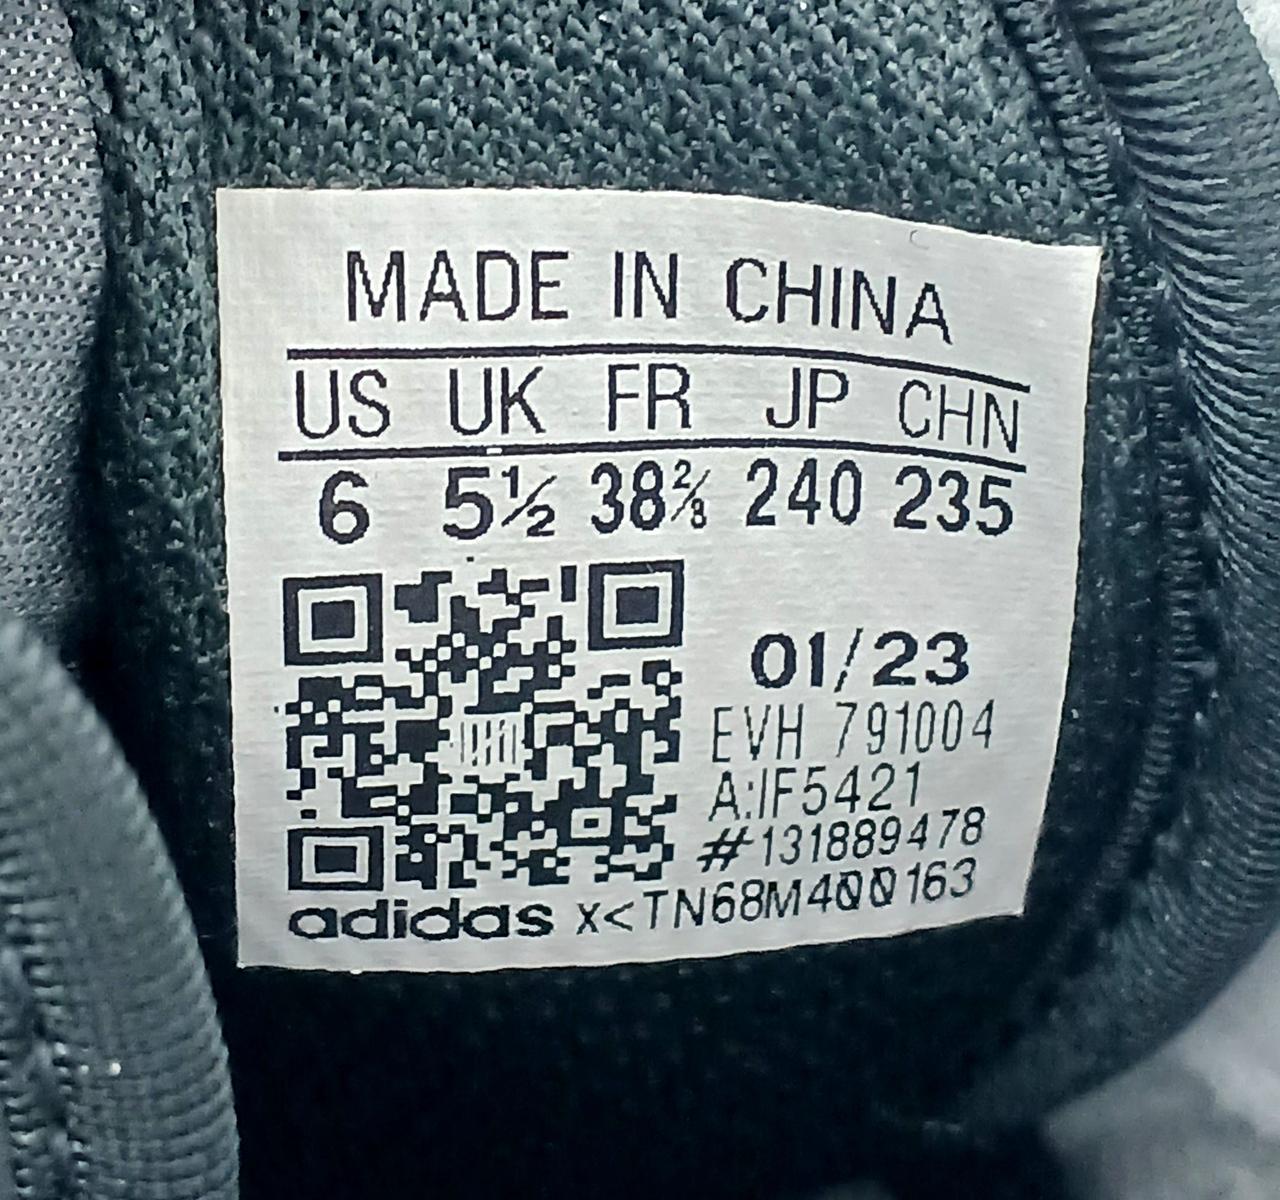 MADE IN CHINA
US UK FR JP CHN
6 5½ 38⅔ 240 235
01/23
EVH 791004
A:IF5421
#131889478
adidas x<TN68M400163